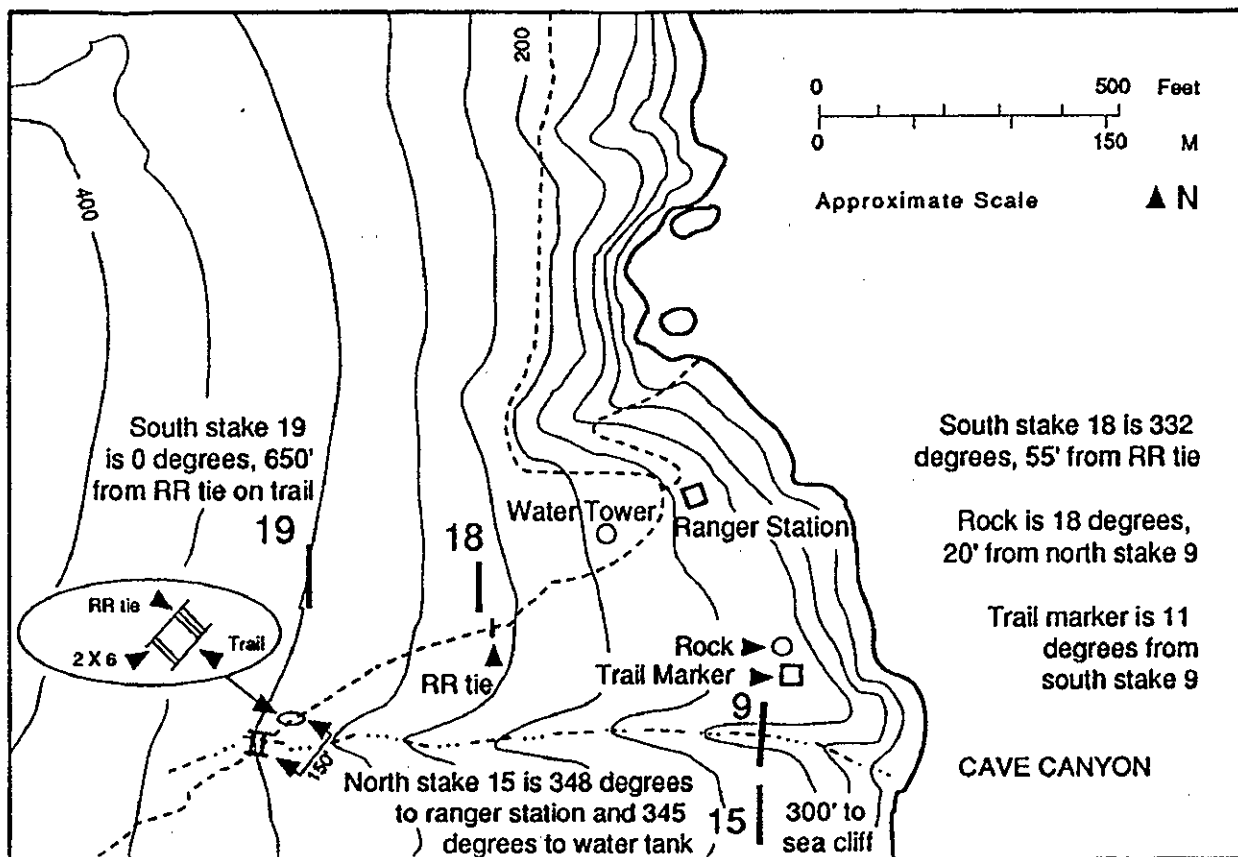 200
400
0 500 Feet
0 150 M
Approximate Scale
N
South stake 19
is 0 degrees, 650'
from RR tie on trail
19
18
Water Tower
Ranger Station
South stake 18 is 332
degrees, 55' from RR tie
Rock is 18 degrees,
20' from north stake 9
Trail marker is 11
degrees from
south stake 9
RR tie
2 X 6
Trail
RR tie
Rock
Trail Marker
9
150'
North stake 15 is 348 degrees
to ranger station and 345
degrees to water tank
15
300' to
sea cliff
CAVE CANYON